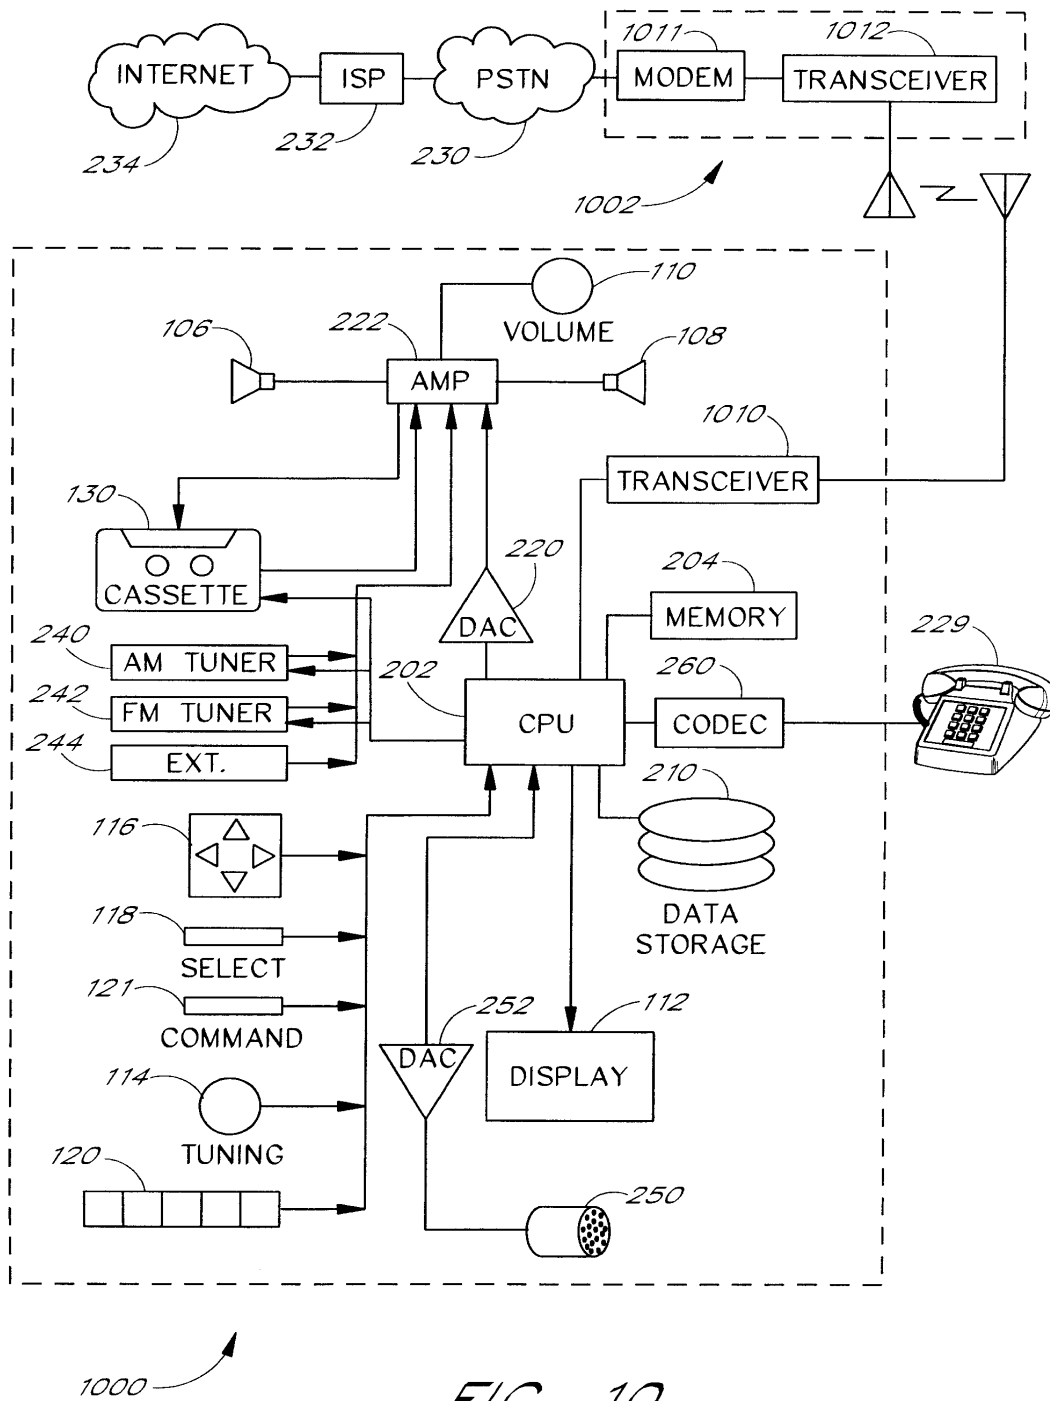 1011
1012
INTERNET
ISP
PSTN
MODEM
TRANSCEIVER
234
232
230
1002
110
VOLUME
106
222
108
AMP
1010
TRANSCEIVER
130
CASSETTE
220
DAC
204
MEMORY
240
AM TUNER
202
260
229
242
FM TUNER
CPU
CODEC
244
EXT.
210
116
DATA
STORAGE
118
SELECT
121
COMMAND
252
DAC
112
DISPLAY
114
TUNING
120
250
1000
FIG. 10